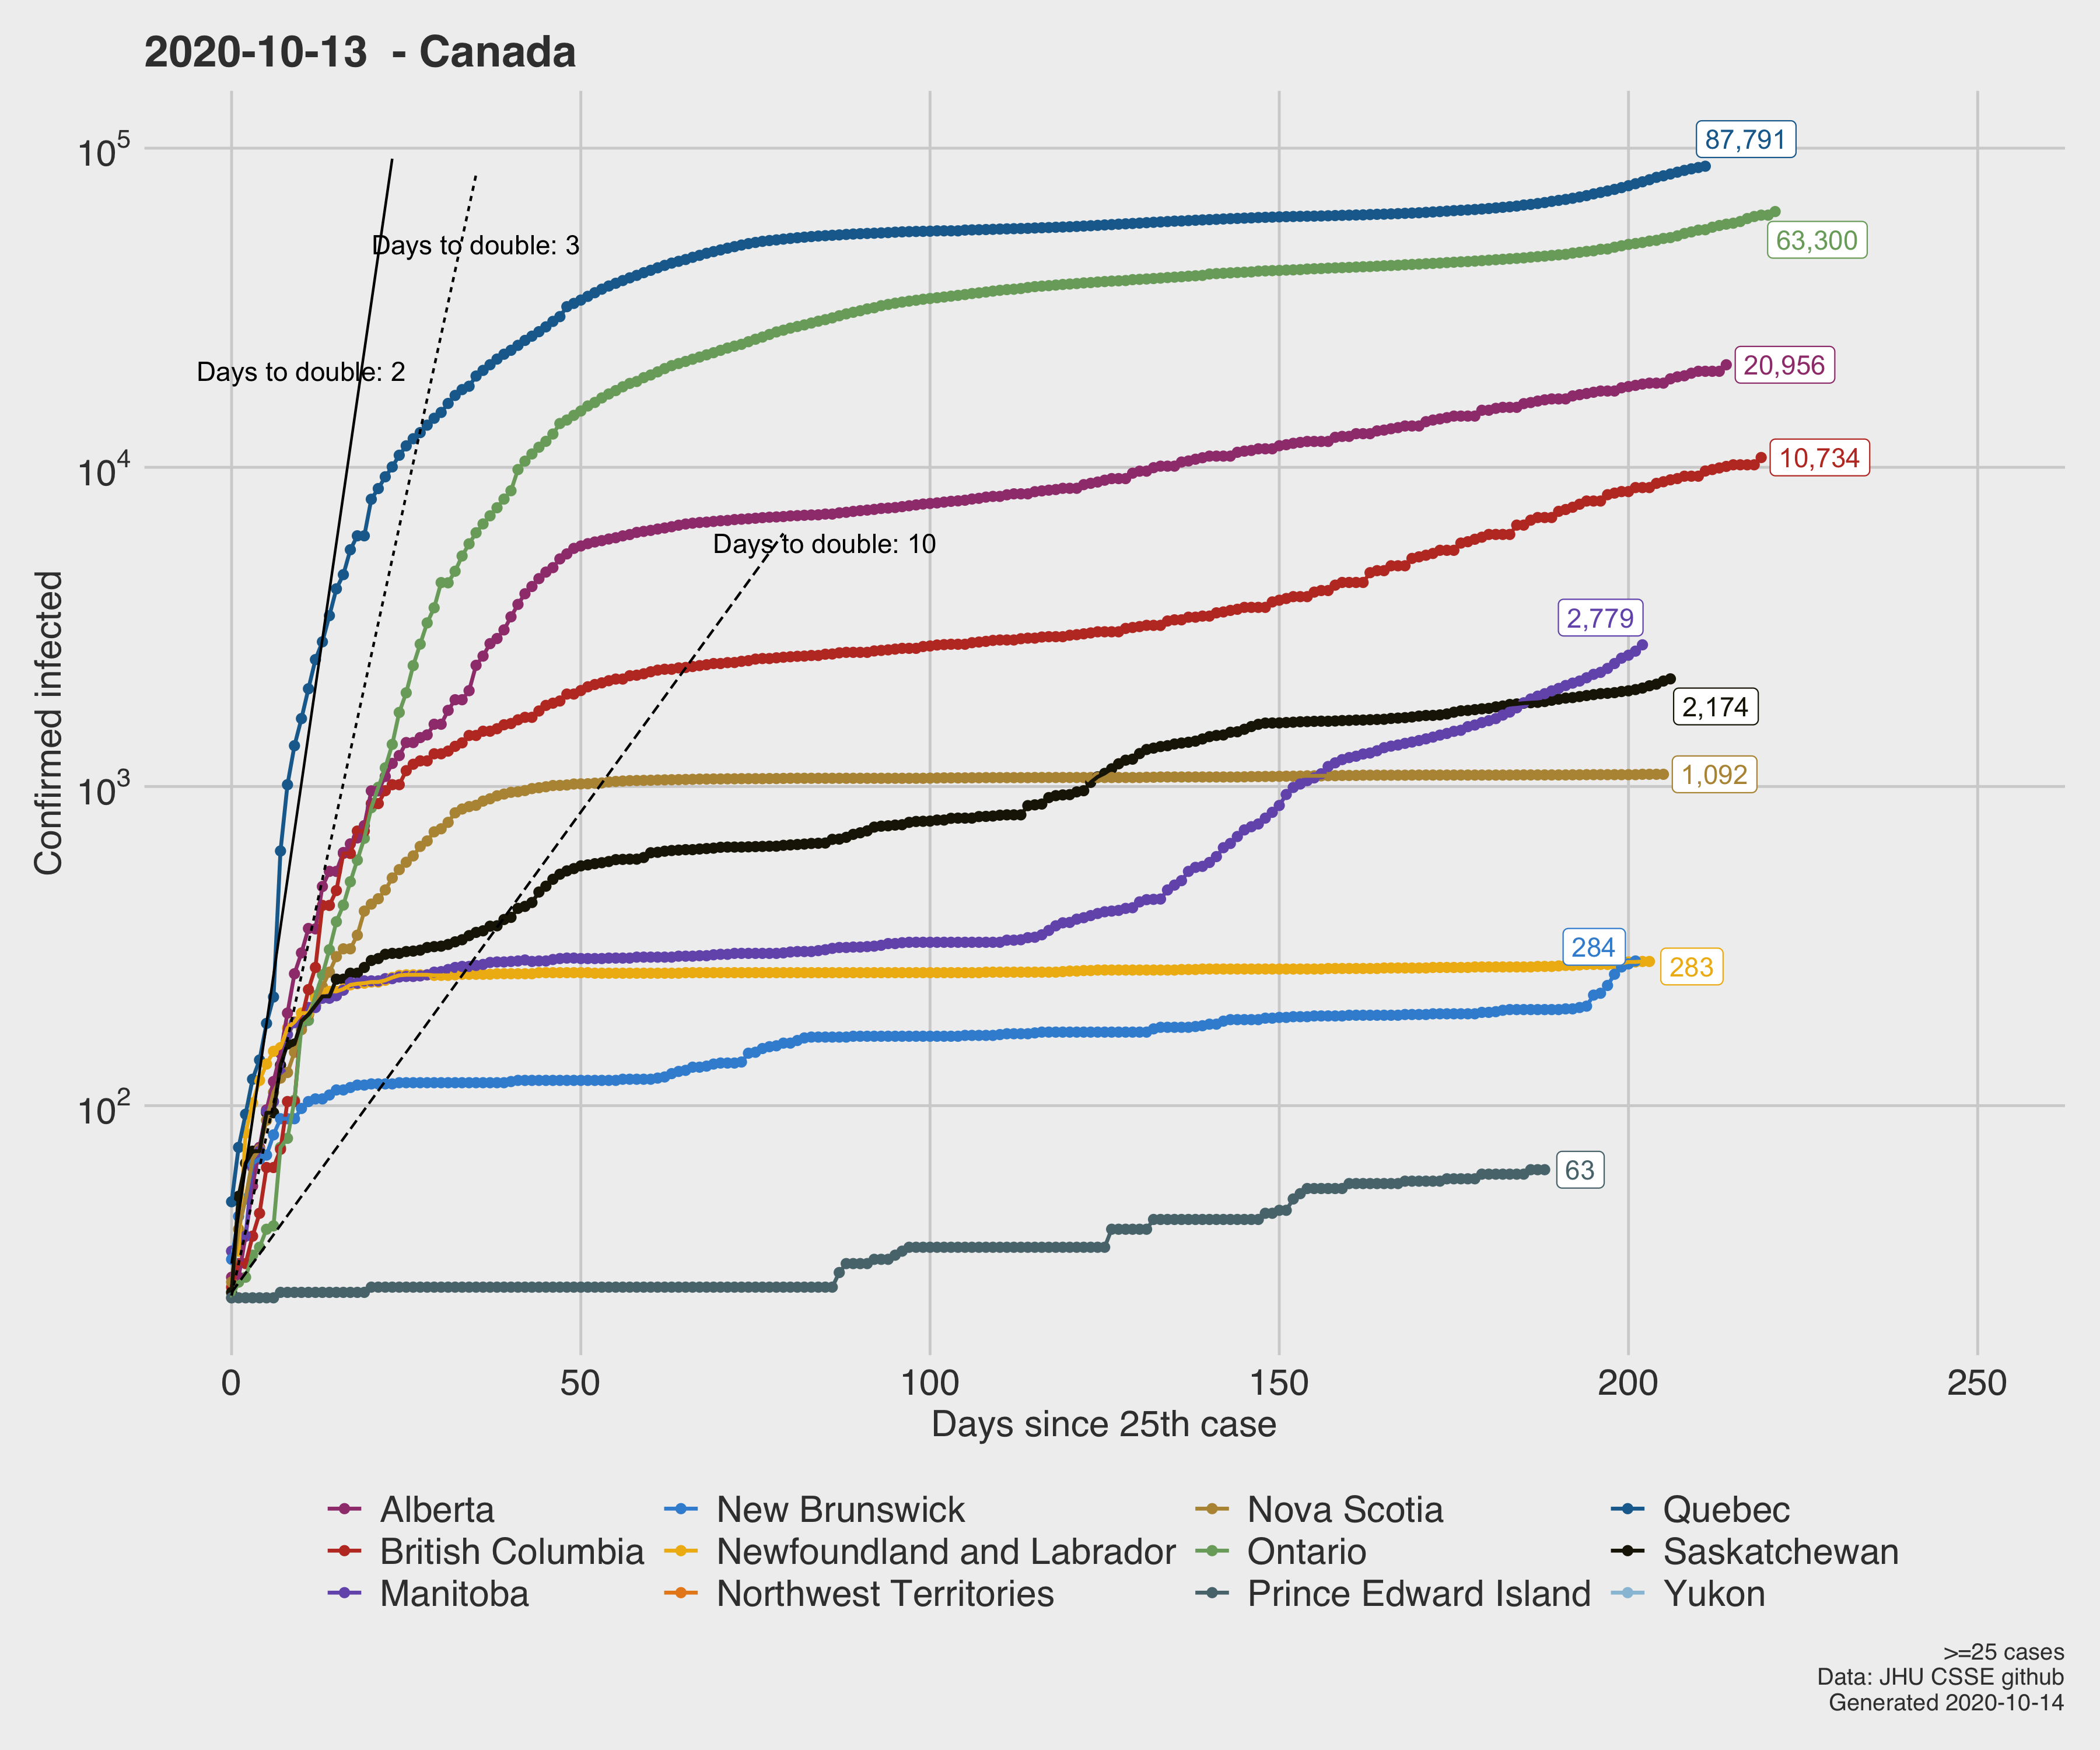 2020-10-13  - Canada
Confirmed infected
10^5
10^4
10^3
10^2
87,791
63,300
20,956
10,734
2,779
2,174
1,092
284
283
63
Days to double: 3
Days to double: 2
Days to double: 10
0 50 100 150 200 250
Days since 25th case
Alberta New Brunswick Nova Scotia Quebec
British Columbia Newfoundland and Labrador Ontario Saskatchewan
Manitoba Northwest Territories Prince Edward Island Yukon
>=25 cases
Data: JHU CSSE github
Generated 2020-10-14